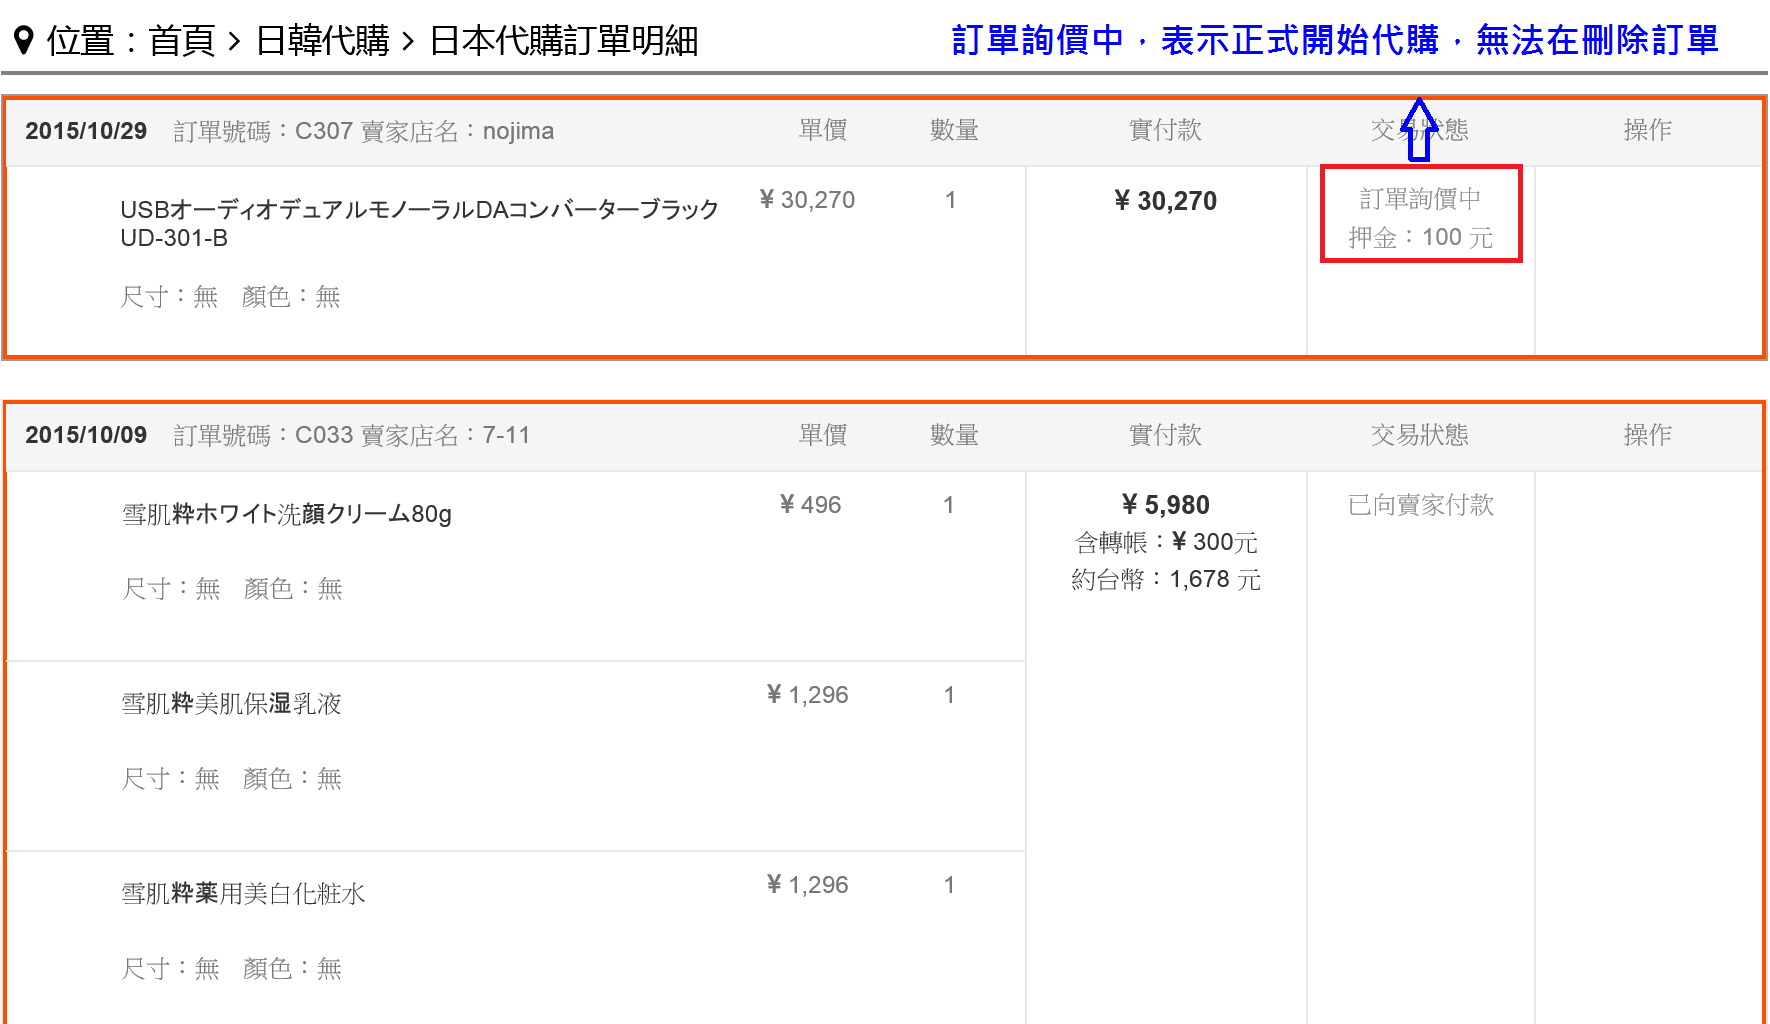 位置：首頁 > 日韓代購 > 日本代購訂單明細
訂單詢價中，表示正式開始代購，無法在刪除訂單
2015/10/29 訂單號碼：C307 賣家店名：nojima 單價 數量 實付款 交易狀態 操作
USBオーディオデュアルモノーラルDAコンバーターブラック ¥ 30,270 1 ¥ 30,270 訂單詢價中
UD-301-B 押金：100 元
尺寸：無 顏色：無
2015/10/09 訂單號碼：C033 賣家店名：7-11 單價 數量 實付款 交易狀態 操作
雪肌粋ホワイト洗顔クリーム80g ¥ 496 1 ¥ 5,980 已向賣家付款
含轉帳：¥ 300元
約台幣：1,678 元
尺寸：無 顏色：無
雪肌粋美肌保湿乳液 ¥ 1,296 1
尺寸：無 顏色：無
雪肌粋薬用美白化粧水 ¥ 1,296 1
尺寸：無 顏色：無